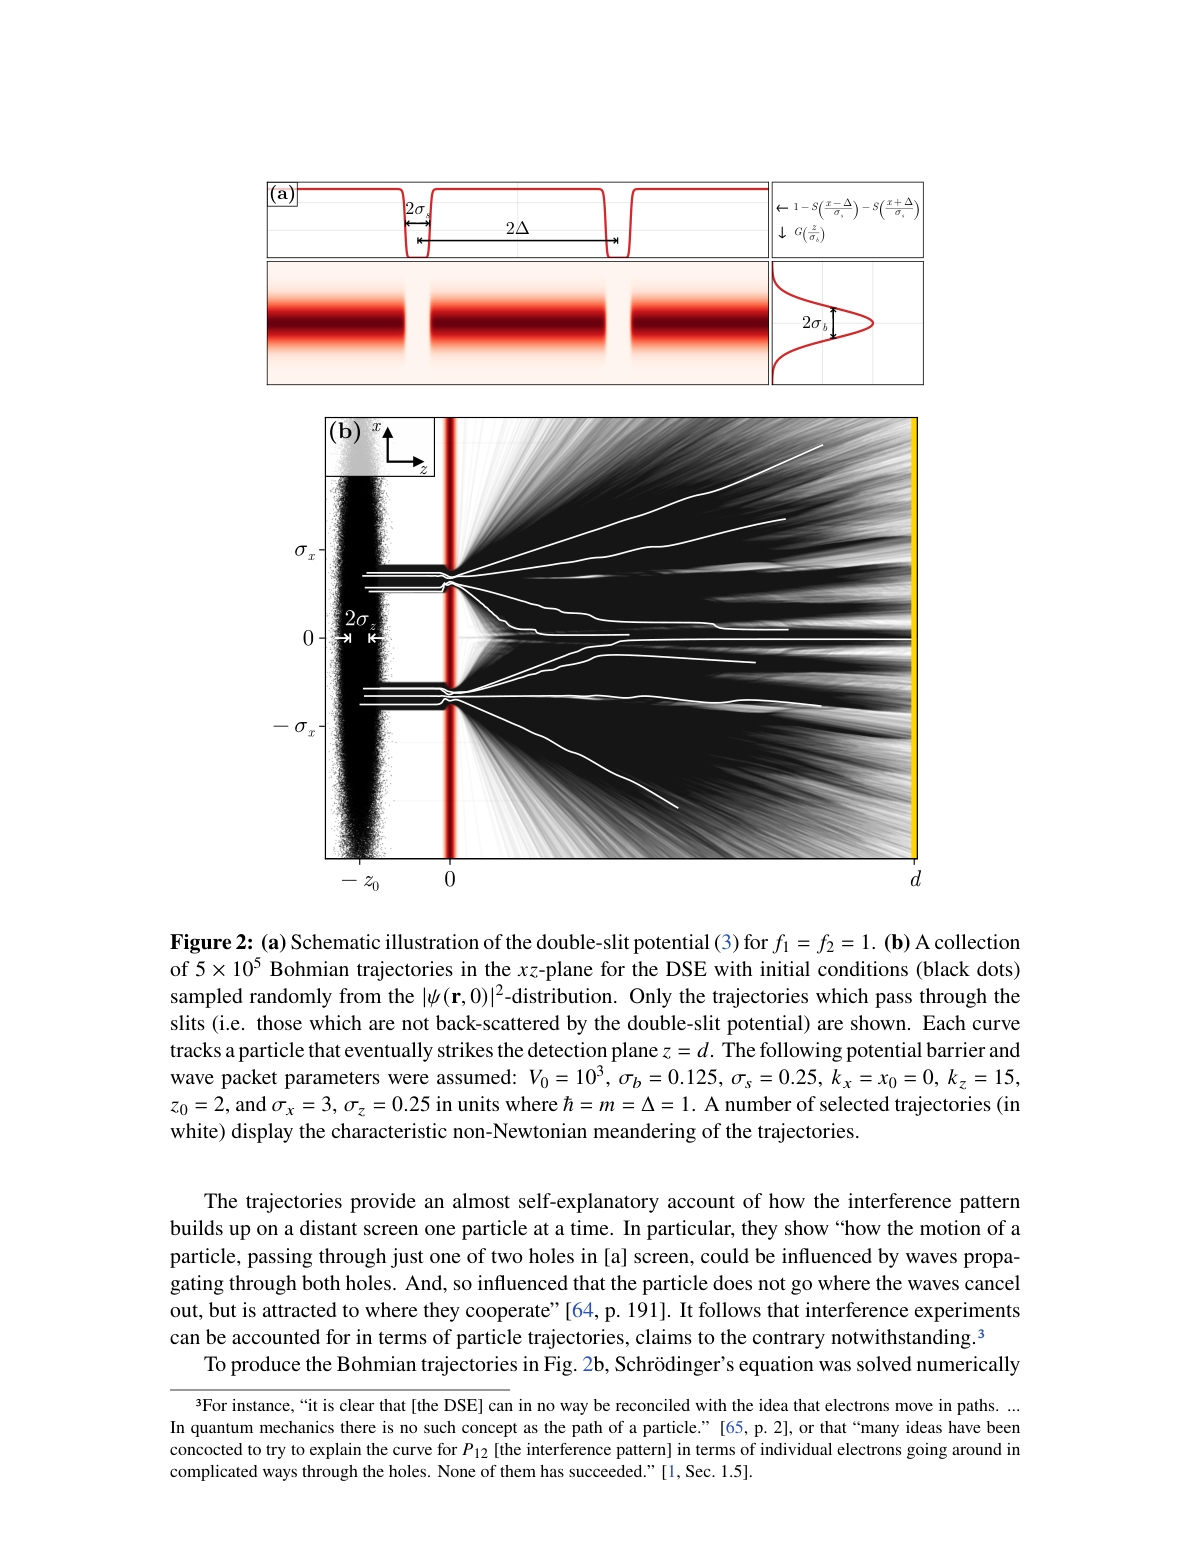 (a)
2σₛ
2Δ
← 1 − S((x−Δ)/σₛ) − S((x+Δ)/σₛ)
↓ G(z/σ_b)
2σ_b
(b) x
z
σₓ
2σ_z
0
− σₓ
− z₀ 0 d
Figure 2: (a) Schematic illustration of the double-slit potential (3) for f₁ = f₂ = 1. (b) A collection
of 5 × 10⁵ Bohmian trajectories in the xz-plane for the DSE with initial conditions (black dots)
sampled randomly from the |ψ(r, 0)|²-distribution. Only the trajectories which pass through the
slits (i.e. those which are not back-scattered by the double-slit potential) are shown. Each curve
tracks a particle that eventually strikes the detection plane z = d. The following potential barrier and
wave packet parameters were assumed: V₀ = 10³, σ_b = 0.125, σₛ = 0.25, kₓ = x₀ = 0, k_z = 15,
z₀ = 2, and σₓ = 3, σ_z = 0.25 in units where ℏ = m = Δ = 1. A number of selected trajectories (in
white) display the characteristic non-Newtonian meandering of the trajectories.
The trajectories provide an almost self-explanatory account of how the interference pattern
builds up on a distant screen one particle at a time. In particular, they show “how the motion of a
particle, passing through just one of two holes in [a] screen, could be influenced by waves propa-
gating through both holes. And, so influenced that the particle does not go where the waves cancel
out, but is attracted to where they cooperate” [64, p. 191]. It follows that interference experiments
can be accounted for in terms of particle trajectories, claims to the contrary notwithstanding.³
To produce the Bohmian trajectories in Fig. 2b, Schrödinger’s equation was solved numerically
³For instance, “it is clear that [the DSE] can in no way be reconciled with the idea that electrons move in paths. ...
In quantum mechanics there is no such concept as the path of a particle.” [65, p. 2], or that “many ideas have been
concocted to try to explain the curve for P₁₂ [the interference pattern] in terms of individual electrons going around in
complicated ways through the holes. None of them has succeeded.” [1, Sec. 1.5].